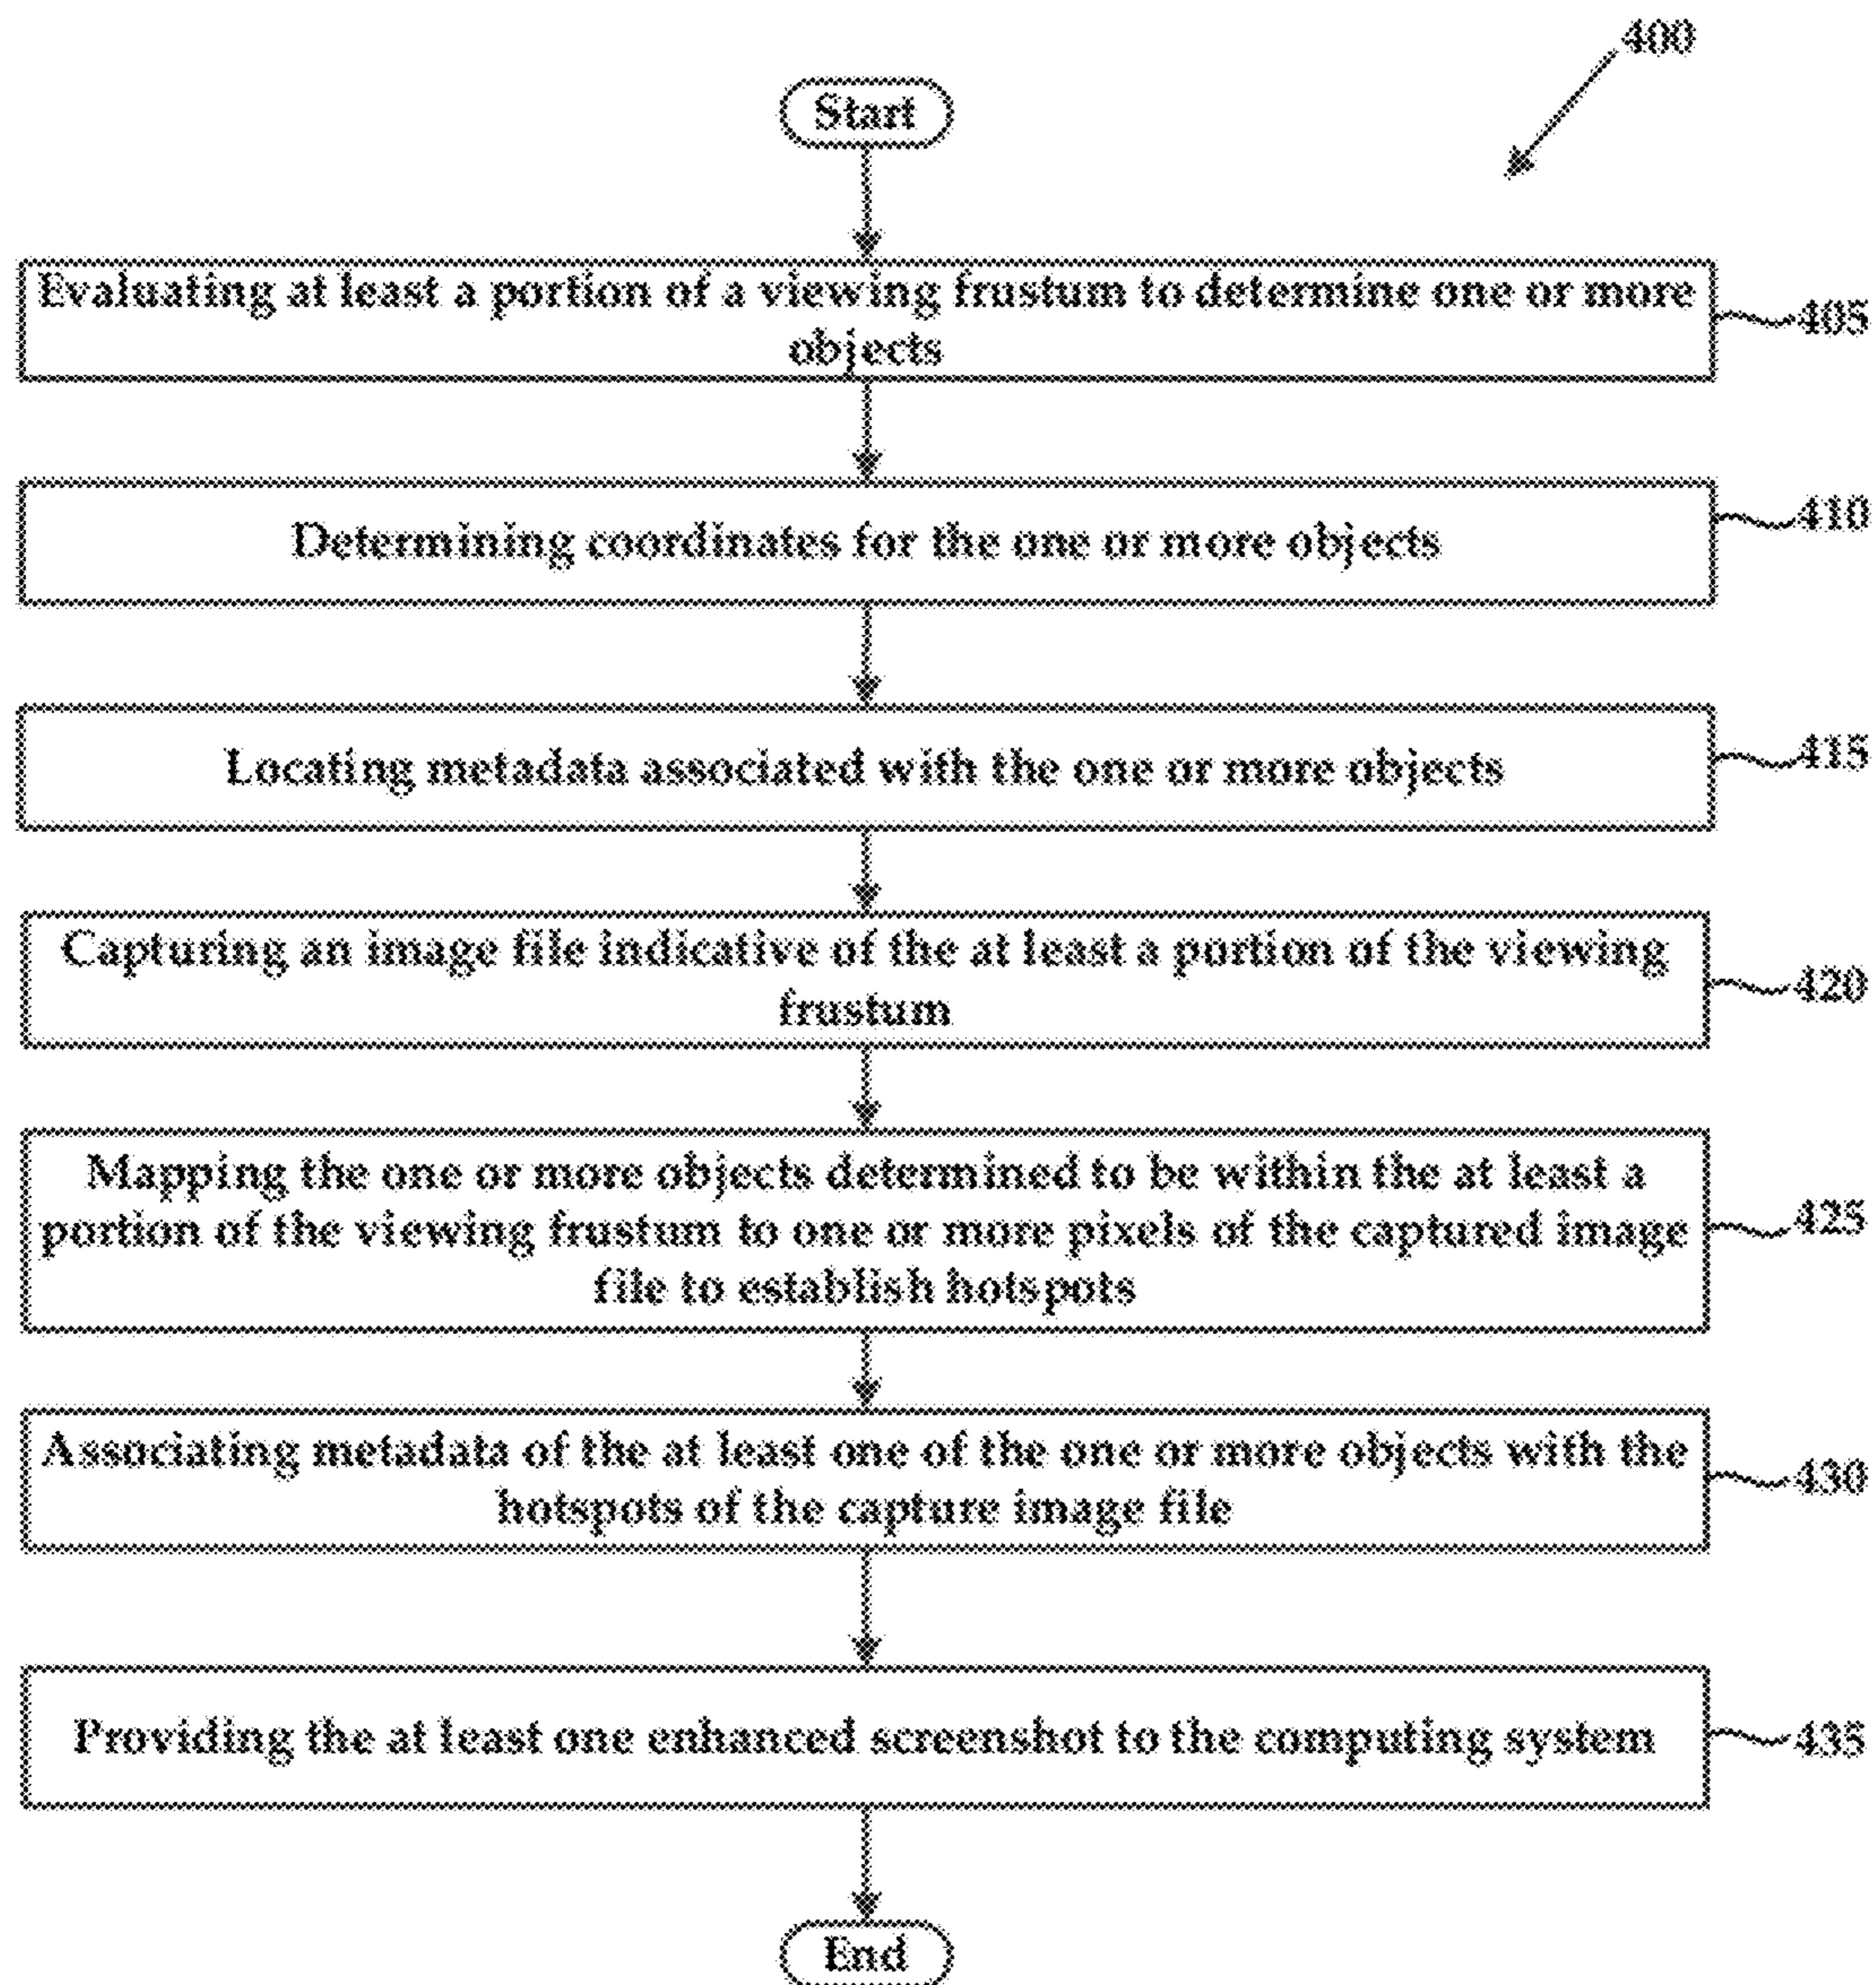 400
Start
Evaluating at least a portion of a viewing frustum to determine one or more
objects
405
Determining coordinates for the one or more objects
410
Locating metadata associated with the one or more objects
415
Capturing an image file indicative of the at least a portion of the viewing
frustum
420
Mapping the one or more objects determined to be within the at least a
portion of the viewing frustum to one or more pixels of the captured image
file to establish hotspots
425
Associating metadata of the at least one of the one or more objects with the
hotspots of the capture image file
430
Providing the at least one enhanced screenshot to the computing system
435
End